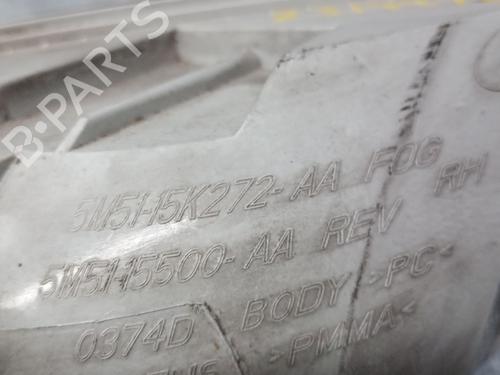 B-PARTS
5M51-15K272-AA FOG
5M51-15500-AA REV RH
0374D BODY >PC<
>PMMA<